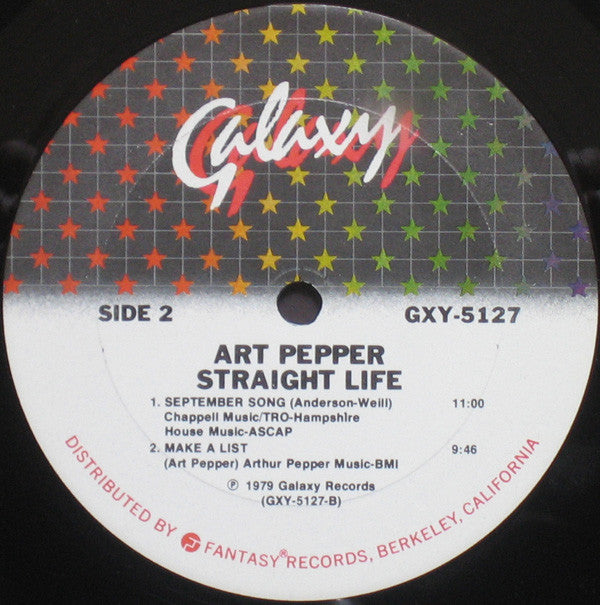 Galaxy
SIDE 2
GXY-5127
ART PEPPER
STRAIGHT LIFE
1. SEPTEMBER SONG (Anderson-Weill) 11:00
Chappell Music/TRO-Hampshire
House Music-ASCAP
2. MAKE A LIST 9:46
(Art Pepper) Arthur Pepper Music-BMI
℗ 1979 Galaxy Records
(GXY-5127-B)
DISTRIBUTED BY FANTASY® RECORDS, BERKELEY, CALIFORNIA